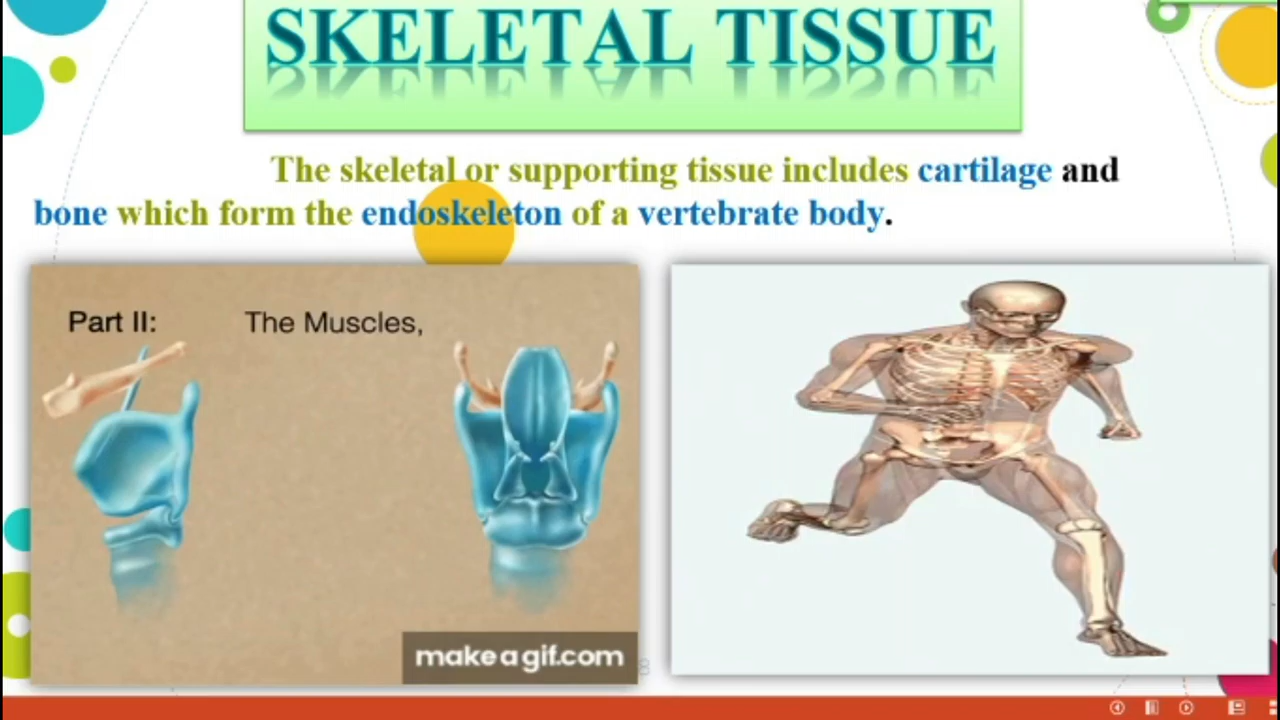 SKELETAL TISSUE
The skeletal or supporting tissue includes cartilage and
bone which form the endoskeleton of a vertebrate body.
Part II: The Muscles,
makeagif.com
8